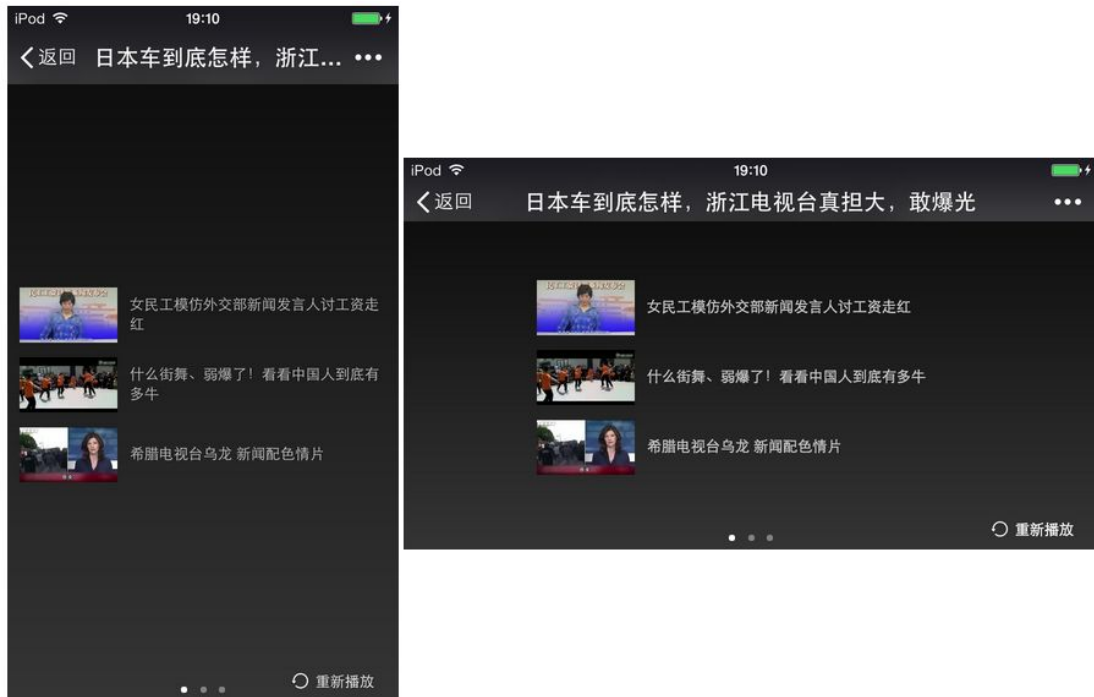 iPod 19:10
返回 日本车到底怎样，浙江... •••
女民工模仿外交部新闻发言人讨工资走
红
什么街舞、弱爆了！看看中国人到底有
多牛
希腊电视台乌龙 新闻配色情片
重新播放
iPod 19:10
返回 日本车到底怎样，浙江电视台真担大，敢爆光 •••
女民工模仿外交部新闻发言人讨工资走红
什么街舞、弱爆了！看看中国人到底有多牛
希腊电视台乌龙 新闻配色情片
重新播放